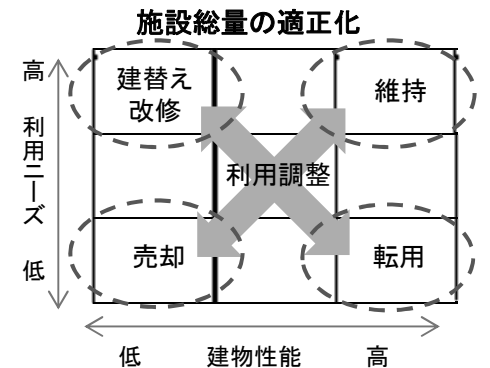 施設総量の適正化
高
利用ニーズ
低
建替え
改修
維持
利用調整
売却
転用
低
建物性能
高